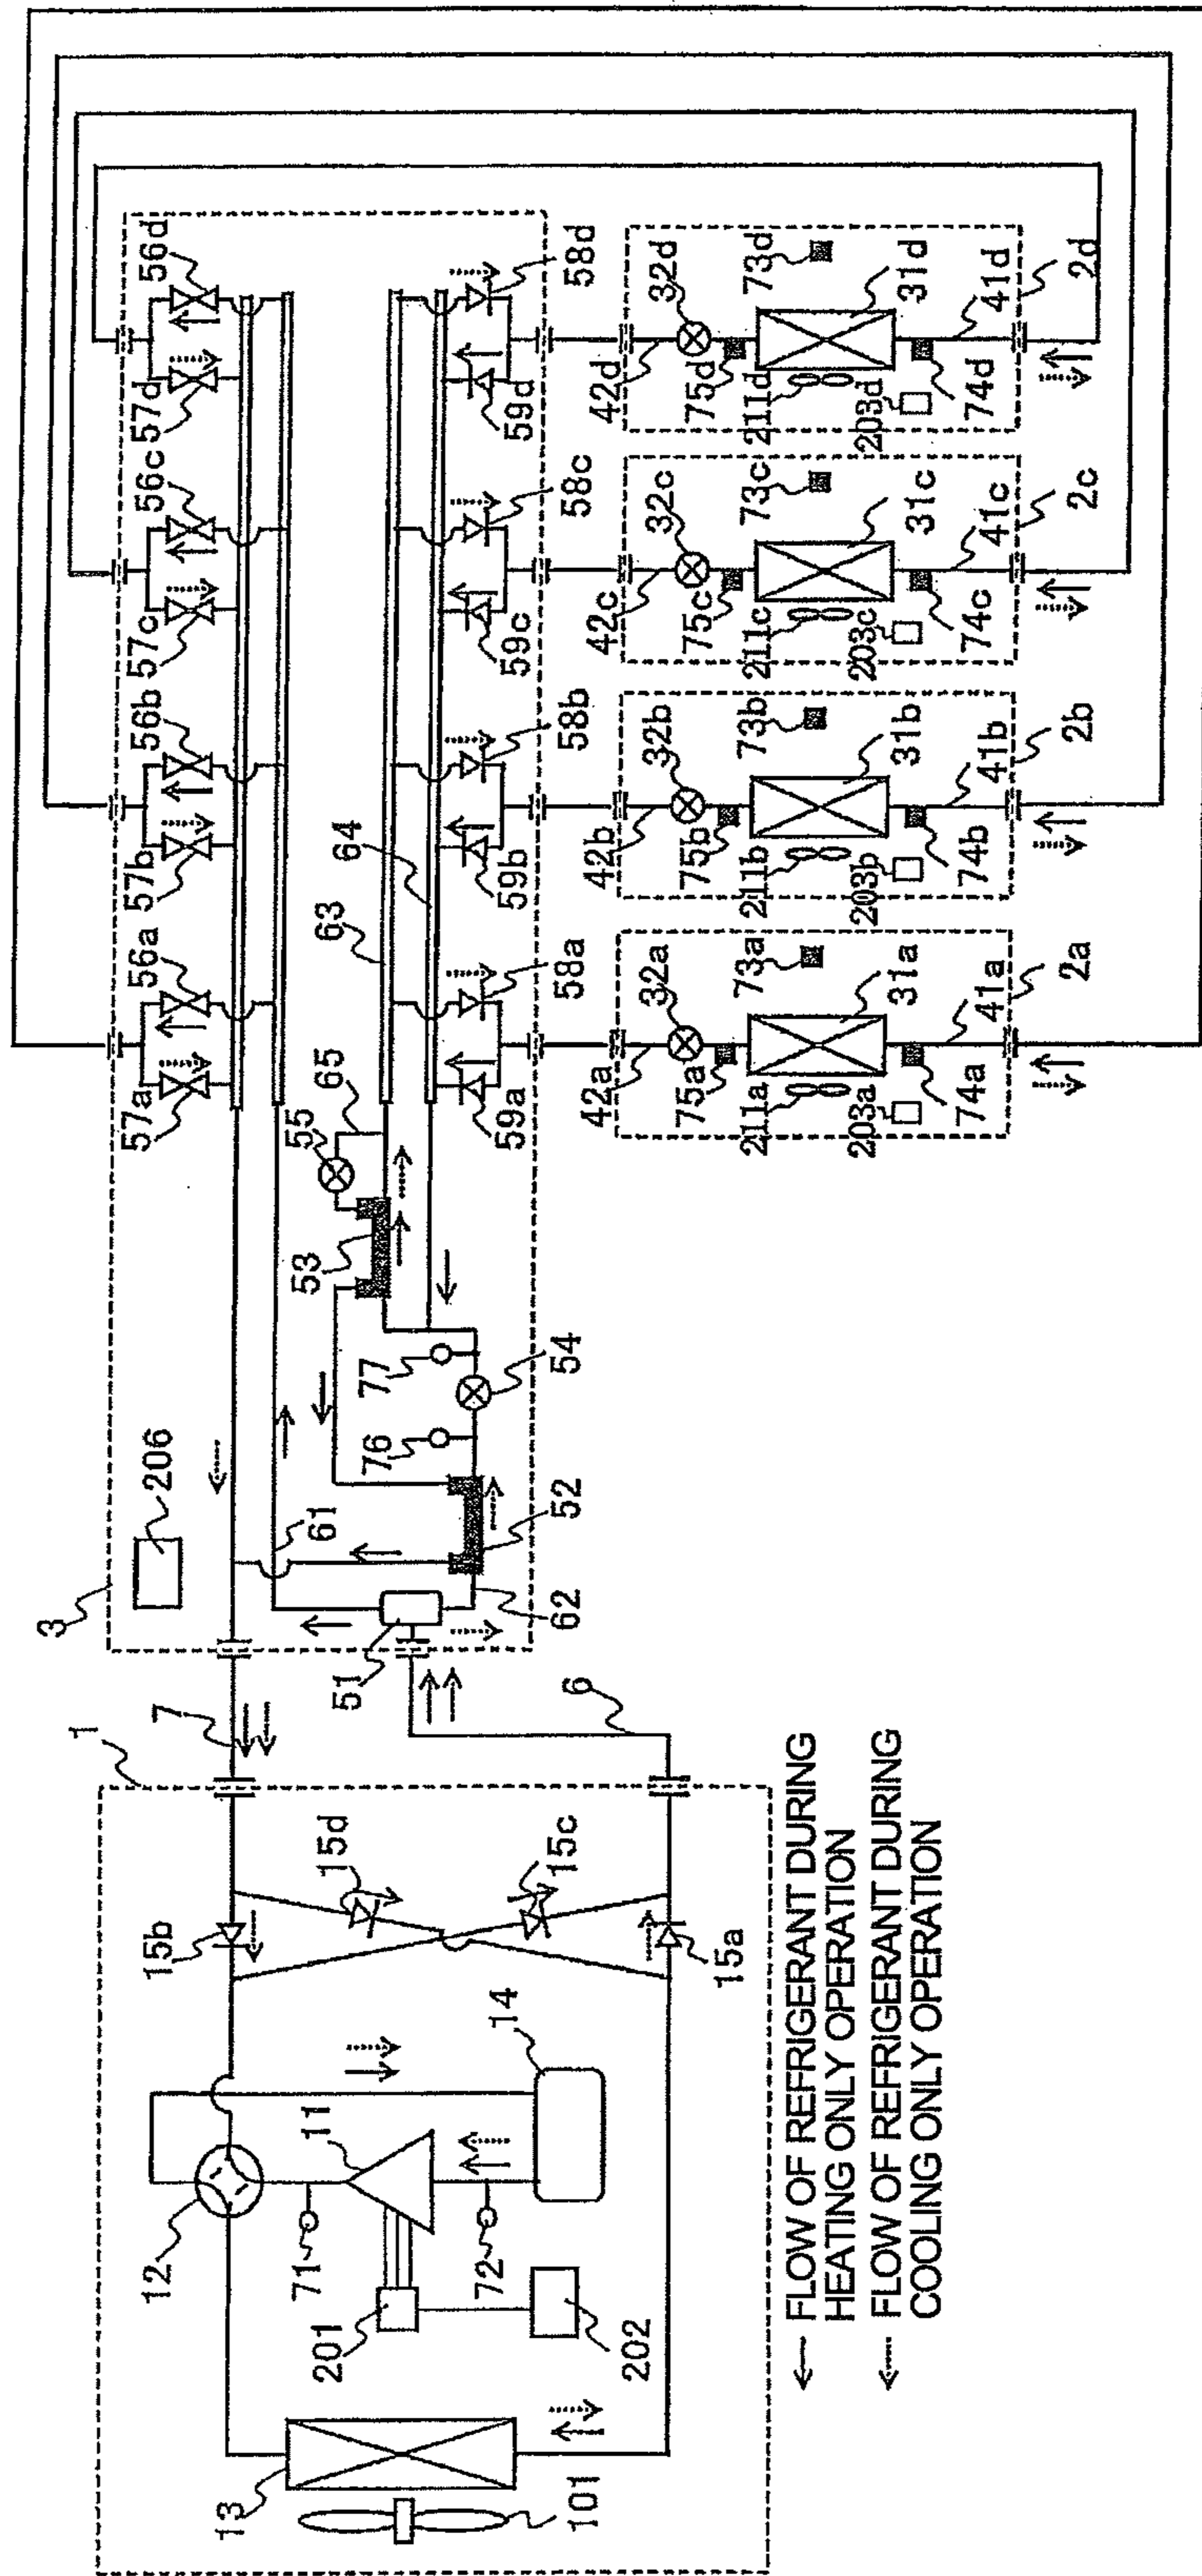 1
15b
15d
15c
15a
12
11
14
71
72
201
202
13
101
7
6
3
206
51
61
62
52
76
77
54
53
55
65
63
64
57a
56a
57b
56b
57c
56c
57d
56d
59a
58a
59b
58b
59c
58c
59d
58d
42a
32a
73a
75a
31a
211a
203a
74a
41a
2a
42b
32b
73b
75b
31b
211b
203b
74b
41b
2b
42c
32c
73c
75c
31c
211c
203c
74c
41c
2c
42d
32d
73d
75d
31d
211d
203d
74d
41d
2d
FLOW OF REFRIGERANT DURING
HEATING ONLY OPERATION
FLOW OF REFRIGERANT DURING
COOLING ONLY OPERATION